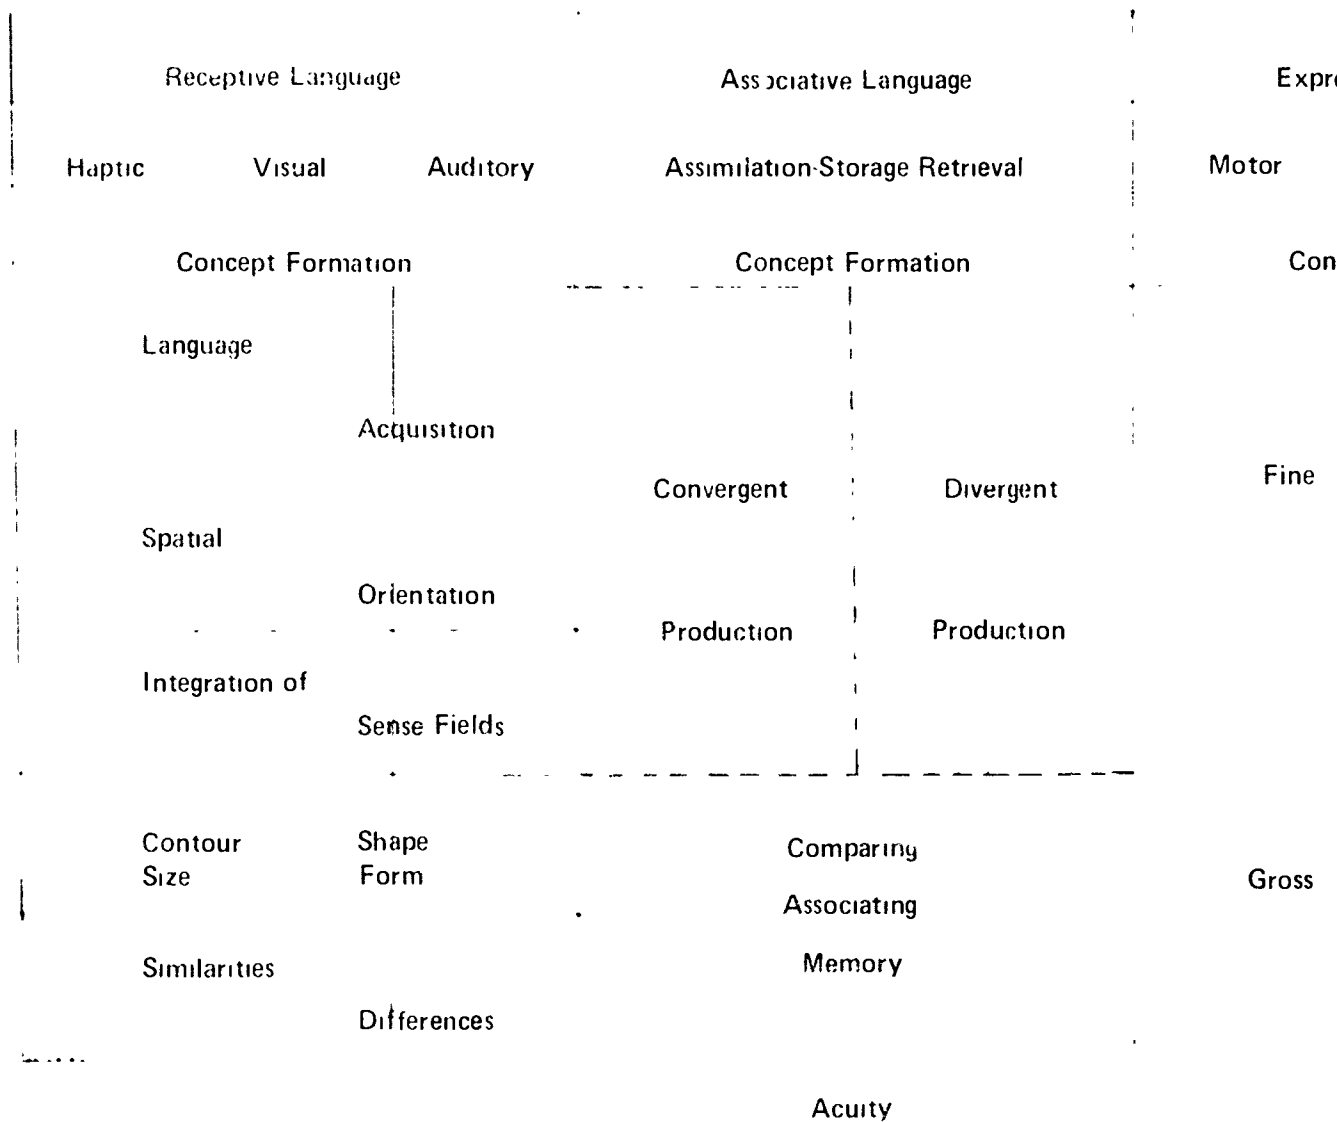 Receptive Language Associative Language Expre
Haptic Visual Auditory Assimilation-Storage Retrieval Motor
Concept Formation Concept Formation Con
Language
Acquisition
Convergent Divergent Fine
Spatial
Orientation
Production Production
Integration of
Sense Fields
Contour Shape Comparing
Size Form Gross
Associating
Similarities Memory
Differences
Acuity